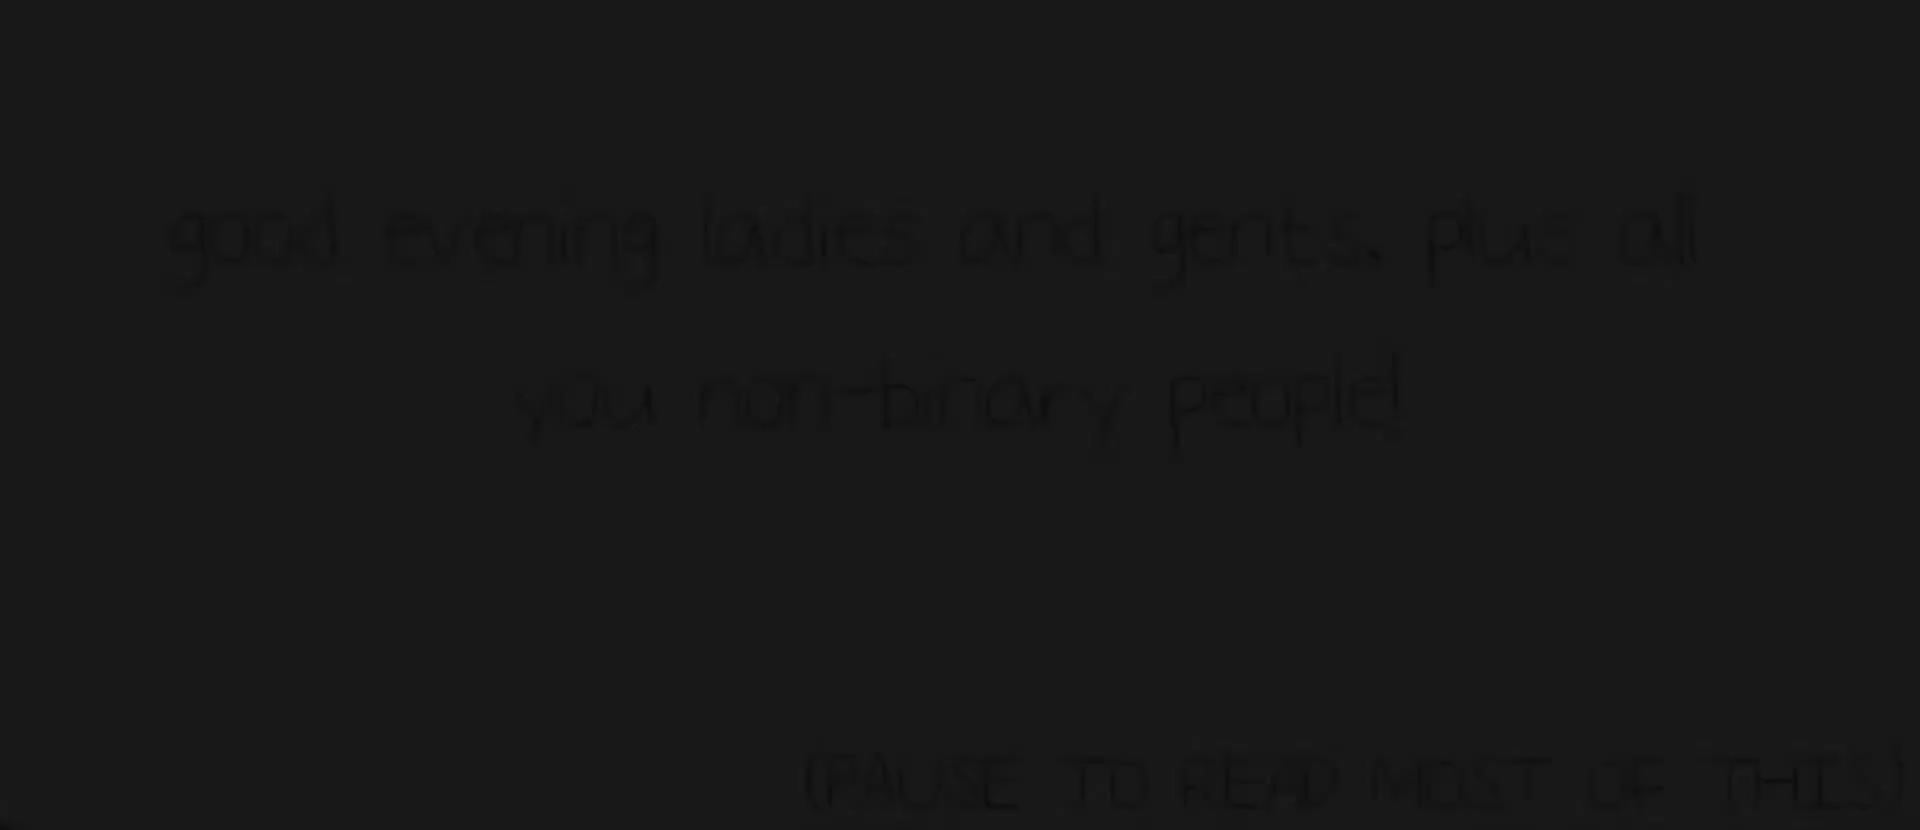 good evening ladies and gents. plus all
you non-binary people!
(PAUSE TO READ MOST OF THIS)